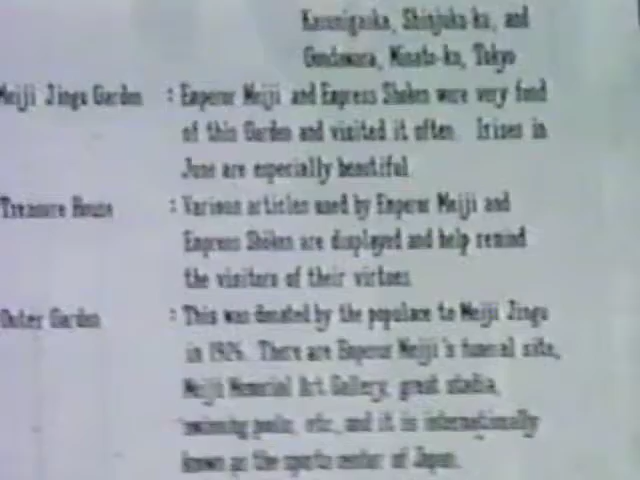 Kasumigaoka, Shinjuku-ku, and
Minato-ku, Tokyo
Meiji Jingu Garden : Emperor Meiji and Empress Shōken were very fond
of this Garden and visited it often. Irises in
June are especially beautiful.
Treasure House : Various articles used by Emperor Meiji and
Empress Shōken are displayed and help remind
the visitors of their virtues.
Outer Garden : This was donated by the populace to Meiji Jingu
in 1926. There are Emperor Meiji's funeral site,
Meiji Memorial Art Gallery, great stadia,
swimming pools, etc., and it is internationally
known as the sports center of Japan.